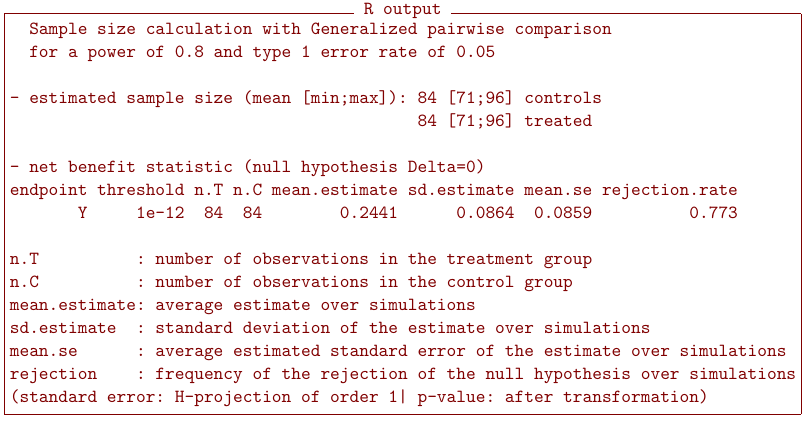 R output
Sample size calculation with Generalized pairwise comparison
for a power of 0.8 and type 1 error rate of 0.05
- estimated sample size (mean [min;max]): 84 [71;96] controls
84 [71;96] treated
- net benefit statistic (null hypothesis Delta=0)
endpoint threshold n.T n.C mean.estimate sd.estimate mean.se rejection.rate
Y 1e-12 84 84 0.2441 0.0864 0.0859 0.773
n.T : number of observations in the treatment group
n.C : number of observations in the control group
mean.estimate: average estimate over simulations
sd.estimate : standard deviation of the estimate over simulations
mean.se : average estimated standard error of the estimate over simulations
rejection : frequency of the rejection of the null hypothesis over simulations
(standard error: H-projection of order 1| p-value: after transformation)